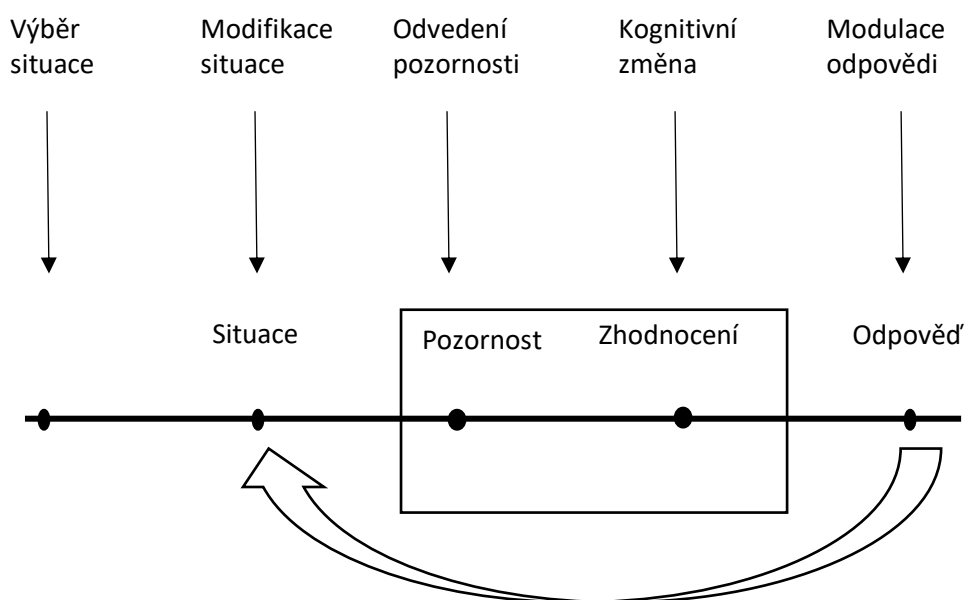 Výběr
situace
Modifikace
situace
Odvedení
pozornosti
Kognitivní
změna
Modulace
odpovědi
Situace
Pozornost
Zhodnocení
Odpověď